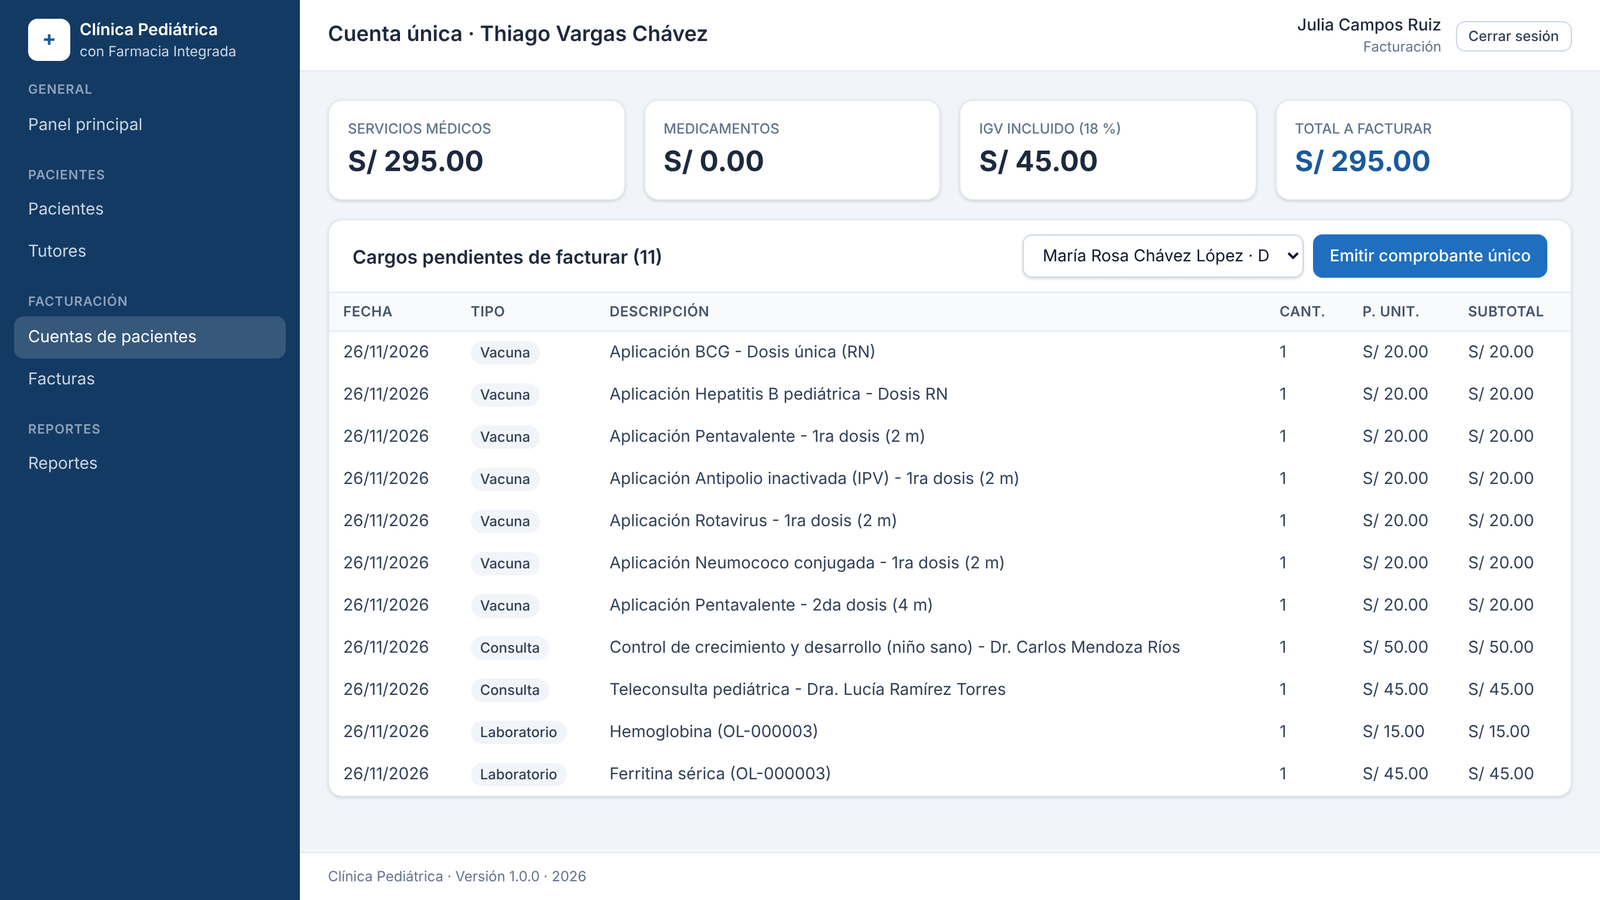 +
Clínica Pediátrica
con Farmacia Integrada
GENERAL
Panel principal
PACIENTES
Pacientes
Tutores
FACTURACIÓN
Cuentas de pacientes
Facturas
REPORTES
Reportes
Cuenta única · Thiago Vargas Chávez
Julia Campos Ruiz
Facturación
Cerrar sesión
SERVICIOS MÉDICOS
S/ 295.00
MEDICAMENTOS
S/ 0.00
IGV INCLUIDO (18 %)
S/ 45.00
TOTAL A FACTURAR
S/ 295.00
Cargos pendientes de facturar (11)
María Rosa Chávez López · D
Emitir comprobante único
FECHA TIPO DESCRIPCIÓN CANT. P. UNIT. SUBTOTAL
26/11/2026 Vacuna Aplicación BCG - Dosis única (RN) 1 S/ 20.00 S/ 20.00
26/11/2026 Vacuna Aplicación Hepatitis B pediátrica - Dosis RN 1 S/ 20.00 S/ 20.00
26/11/2026 Vacuna Aplicación Pentavalente - 1ra dosis (2 m) 1 S/ 20.00 S/ 20.00
26/11/2026 Vacuna Aplicación Antipolio inactivada (IPV) - 1ra dosis (2 m) 1 S/ 20.00 S/ 20.00
26/11/2026 Vacuna Aplicación Rotavirus - 1ra dosis (2 m) 1 S/ 20.00 S/ 20.00
26/11/2026 Vacuna Aplicación Neumococo conjugada - 1ra dosis (2 m) 1 S/ 20.00 S/ 20.00
26/11/2026 Vacuna Aplicación Pentavalente - 2da dosis (4 m) 1 S/ 20.00 S/ 20.00
26/11/2026 Consulta Control de crecimiento y desarrollo (niño sano) - Dr. Carlos Mendoza Ríos 1 S/ 50.00 S/ 50.00
26/11/2026 Consulta Teleconsulta pediátrica - Dra. Lucía Ramírez Torres 1 S/ 45.00 S/ 45.00
26/11/2026 Laboratorio Hemoglobina (OL-000003) 1 S/ 15.00 S/ 15.00
26/11/2026 Laboratorio Ferritina sérica (OL-000003) 1 S/ 45.00 S/ 45.00
Clínica Pediátrica · Versión 1.0.0 · 2026